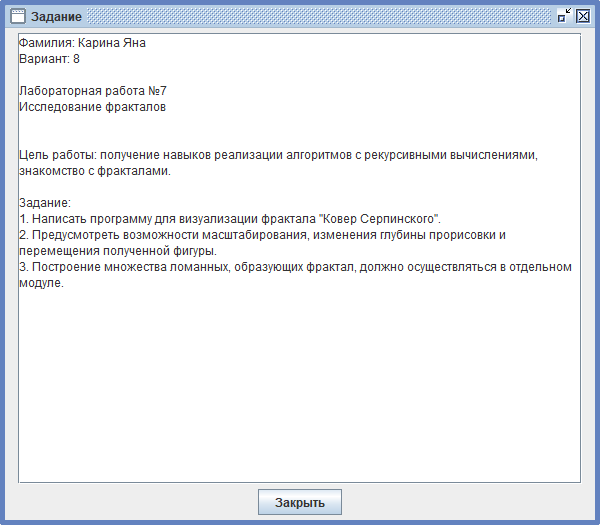 Задание
Фамилия: Карина Яна
Вариант: 8
Лабораторная работа №7
Исследование фракталов
Цель работы: получение навыков реализации алгоритмов с рекурсивными вычислениями,
знакомство с фракталами.
Задание:
1. Написать программу для визуализации фрактала "Ковер Серпинского".
2. Предусмотреть возможности масштабирования, изменения глубины прорисовки и
перемещения полученной фигуры.
3. Построение множества ломанных, образующих фрактал, должно осуществляться в отдельном
модуле.
Закрыть